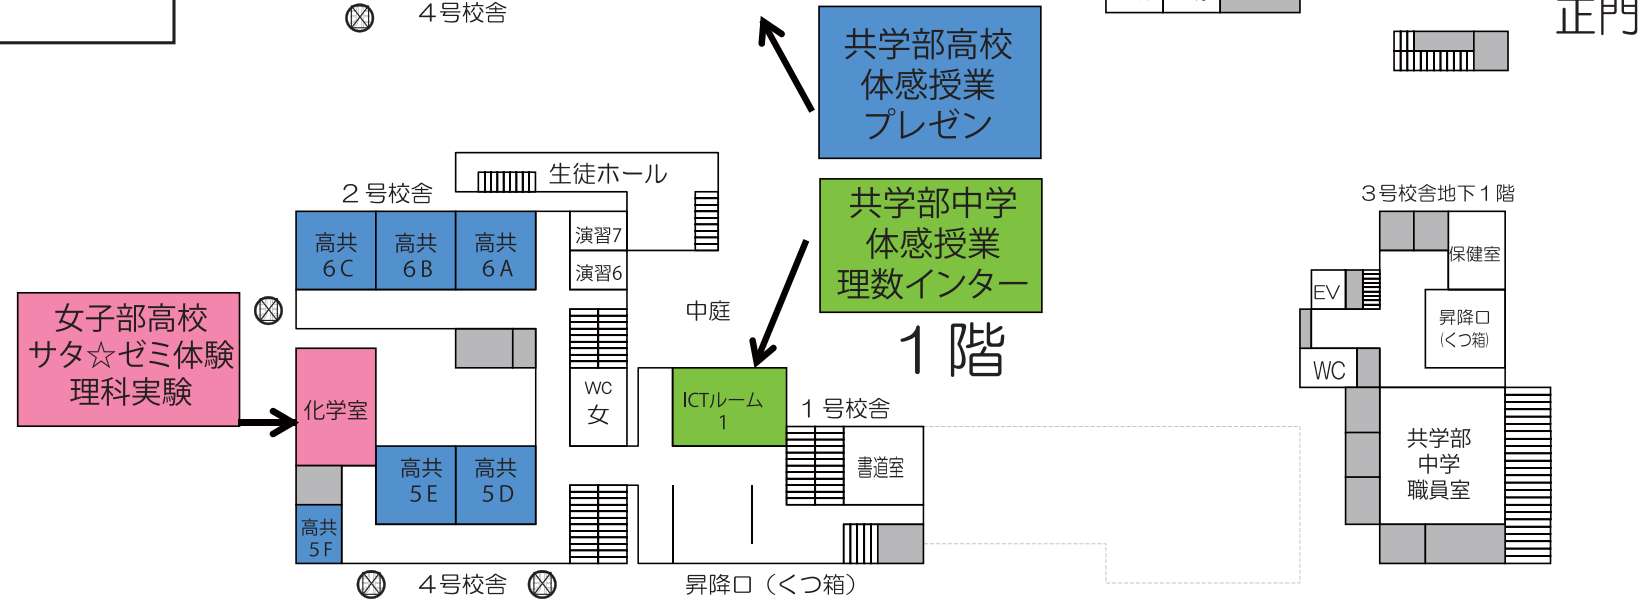 ４号校舎
共学部高校
体感授業
プレゼン
正門
生徒ホール
２号校舎
共学部中学
体感授業
理数インター
３号校舎地下１階
高共
６C
高共
６B
高共
６A
演習7
演習6
保健室
EV
女子部高校
サタ☆ゼミ体験
理科実験
中庭
１階
昇降口
（くつ箱）
WC
化学室
WC
女
ICTルーム
1
１号校舎
書道室
共学部
中学
職員室
高共
５E
高共
５D
高共
５F
４号校舎
昇降口（くつ箱）